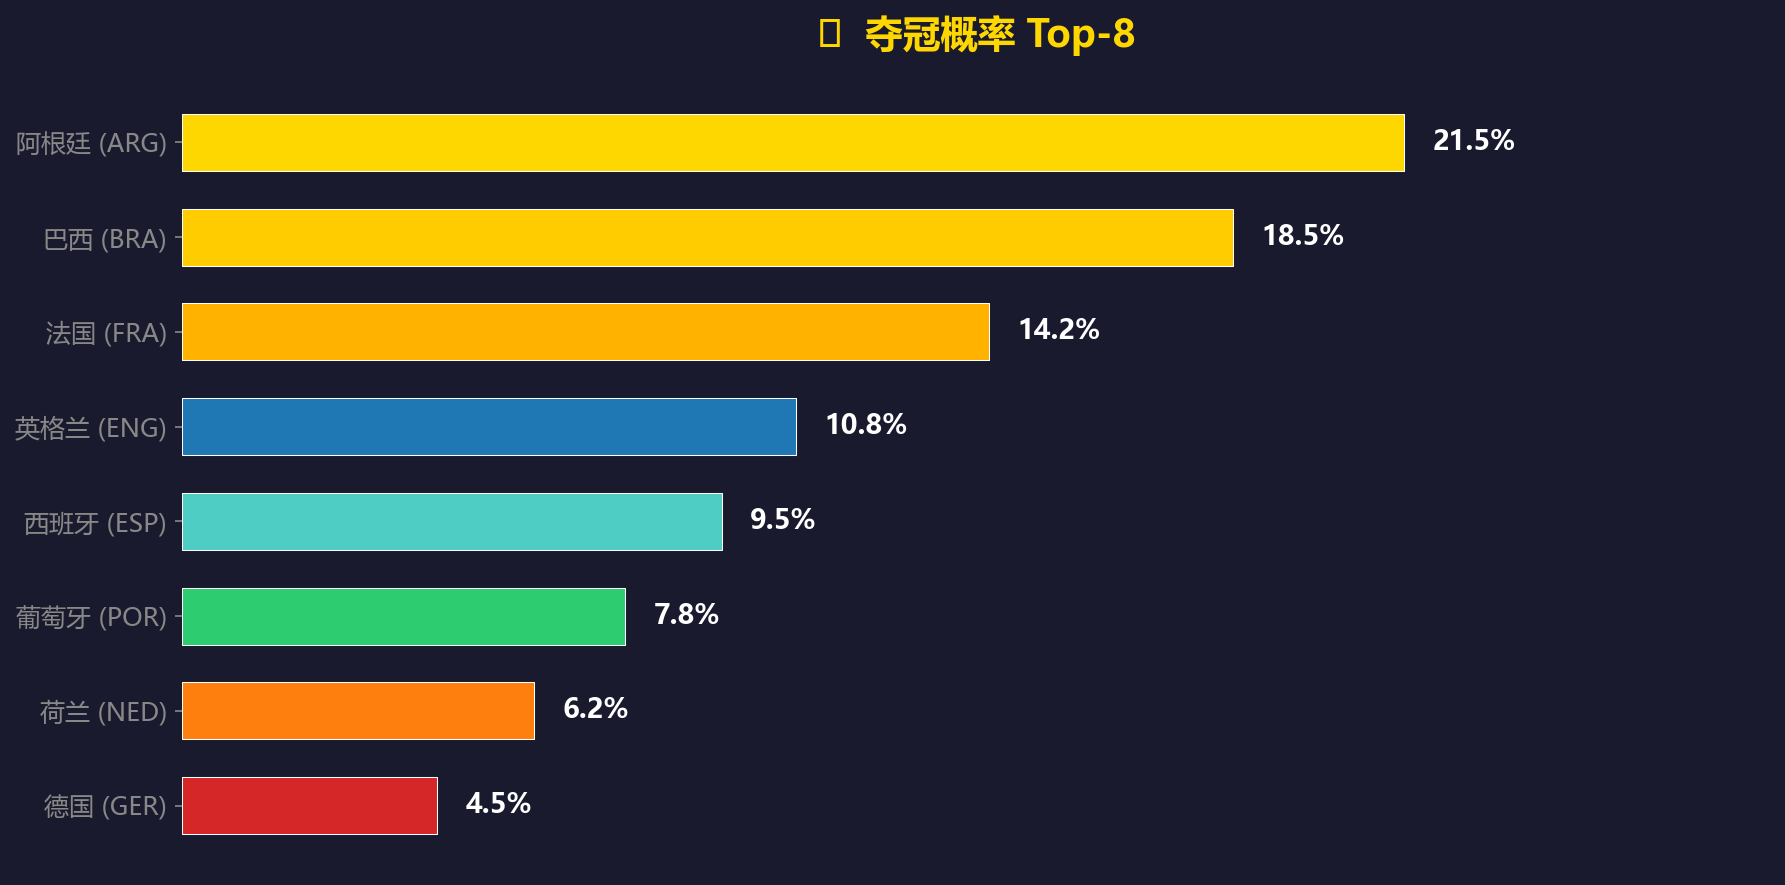 夺冠概率 Top-8
阿根廷 (ARG) 21.5%
巴西 (BRA) 18.5%
法国 (FRA) 14.2%
英格兰 (ENG) 10.8%
西班牙 (ESP) 9.5%
葡萄牙 (POR) 7.8%
荷兰 (NED) 6.2%
德国 (GER) 4.5%